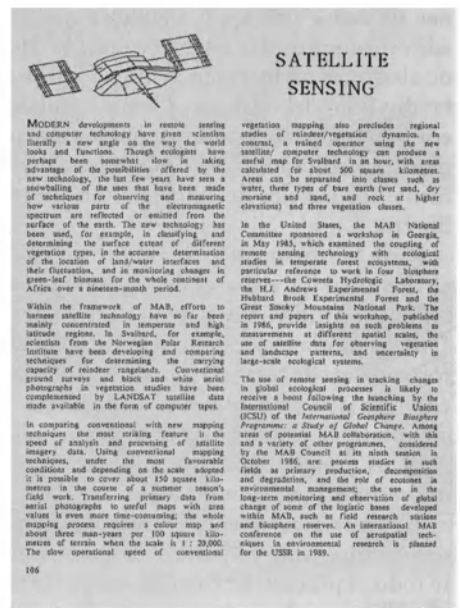 SATELLITE
SENSING
MODERN developments in remote sensing
and computer technology have given scientists
literally a new angle on the way the world
looks and functions. Though ecologists have
perhaps been somewhat slow in taking
advantage of the possibilities offered by the
new technology, the last few years have seen a
snowballing of the uses that have been made
of techniques for observing and measuring
how various parts of the electromagnetic
spectrum are reflected or emitted from the
surface of the earth. The new technology has
been used, for example, in classifying and
determining the surface extent of different
vegetation types, in the accurate determination
of the location of land/water interfaces and
their fluctuation, and in monitoring changes in
green-leaf biomass for the whole continent of
Africa over a nineteen-month period.
Within the framework of MAB, efforts to
harness satellite technology have so far been
mainly concentrated in temperate and high
latitude regions. In Svalbard, for example,
scientists from the Norwegian Polar Research
Institute have been developing and comparing
techniques for determining the carrying
capacity of reindeer rangelands. Conventional
ground surveys and black and white aerial
photographs in vegetation studies have been
complemented by LANDSAT satellite data
made available in the form of computer tapes.
In comparing conventional with new mapping
techniques the most striking feature is the
speed of analysis and processing of satellite
imagery data. Using conventional mapping
techniques, under the most favourable
conditions and depending on the scale adopted
it is possible to cover about 150 square kilo-
metres in the course of a summer season's
field work. Transferring primary data from
aerial photographs to useful maps with area
values is even more time-consuming; the whole
mapping process requires a colour map and
about three man-years per 100 square kilo-
metres of terrain when the scale is 1 : 20,000.
The slow operational speed of conventional
vegetation mapping also precludes regional
studies of reindeer/vegetation dynamics. In
contrast, a trained operator using the new
satellite/ computer technology can produce a
useful map for Svalbard in an hour, with areas
calculated for about 500 square kilometres.
Areas can be separated into classes such as
water, three types of bare earth (wet sand, dry
moraine and sand, and rock at higher
elevations) and three vegetation classes.
In the United States, the MAB National
Committee sponsored a workshop in Georgia,
in May 1985, which examined the coupling of
remote sensing technology with ecological
studies in temperate forest ecosystems, with
particular reference to work in four biosphere
reserves---the Coweeta Hydrologic Laboratory,
the H.J. Andrews Experimental Forest, the
Hubbard Brook Experimental Forest and the
Great Smoky Mountains National Park. The
report and papers of this workshop, published
in 1986, provide insights on such problems as
measurements at different spatial scales, the
use of satellite data for observing vegetation
and landscape patterns, and uncertainty in
large-scale ecological systems.
The use of remote sensing in tracking changes
in global ecological processes is likely to
receive a boost following the launching by the
International Council of Scientific Unions
(ICSU) of the International Geosphere Biosphere
Programme: a Study of Global Change. Among
areas of potential MAB collaboration, with this
and a variety of other programmes, considered
by the MAB Council at its ninth session in
October 1986, are: process studies in such
fields as primary production, decomposition
and degradation, and the role of ecotones in
environmental management; the use in the
long-term monitoring and observation of global
change of some of the logistic bases developed
within MAB, such as field research stations
and biosphere reserves. An international MAB
conference on the use of aerospatial tech-
niques in environmental research is planned
for the USSR in 1989.
106